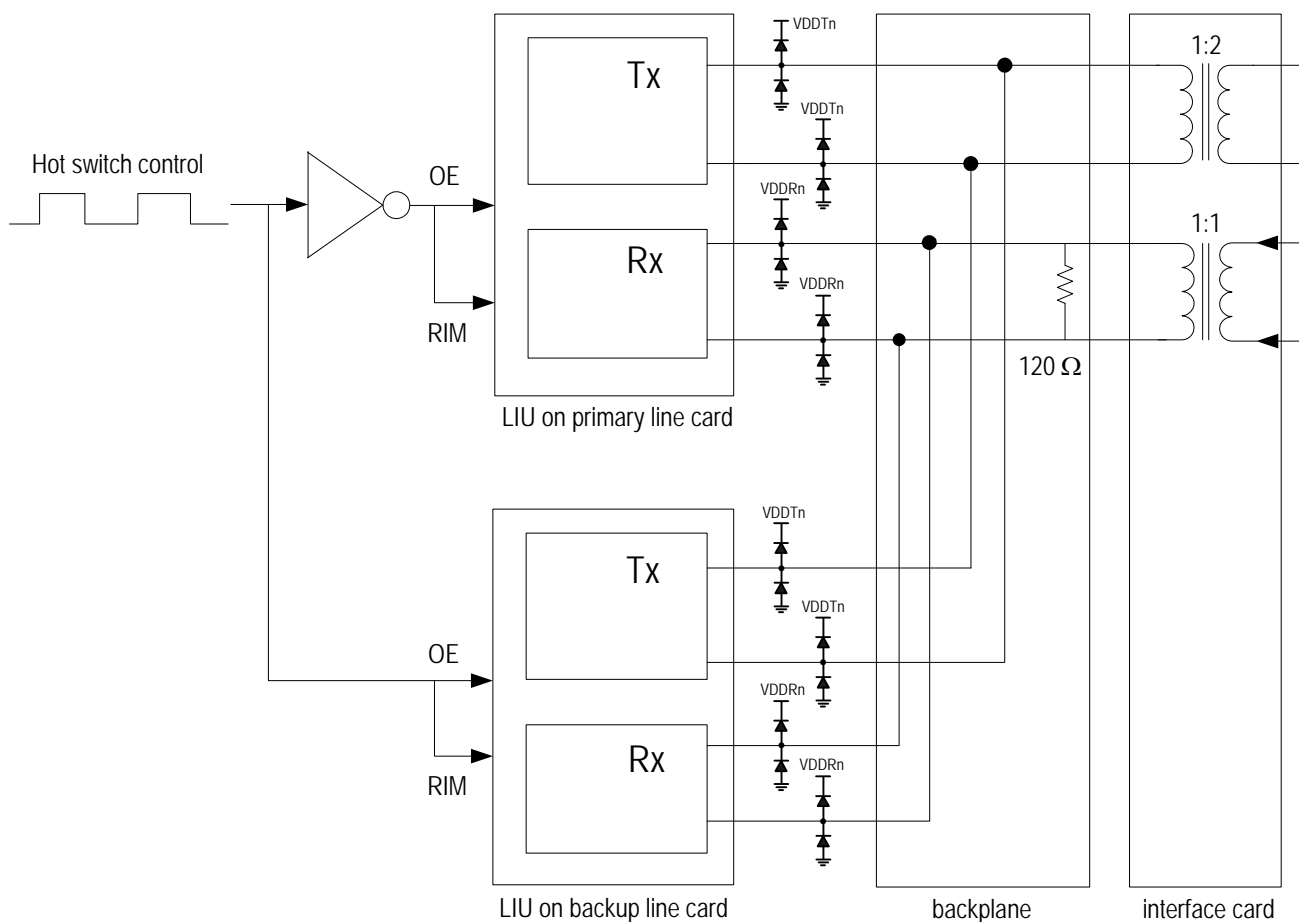 VDDTn
Tx
1:2
VDDTn
Hot switch control
OE
VDDRn
1:1
Rx
VDDRn
RIM
120 Ω
LIU on primary line card
VDDTn
Tx
VDDTn
OE
VDDRn
Rx
VDDRn
RIM
LIU on backup line card
backplane
interface card